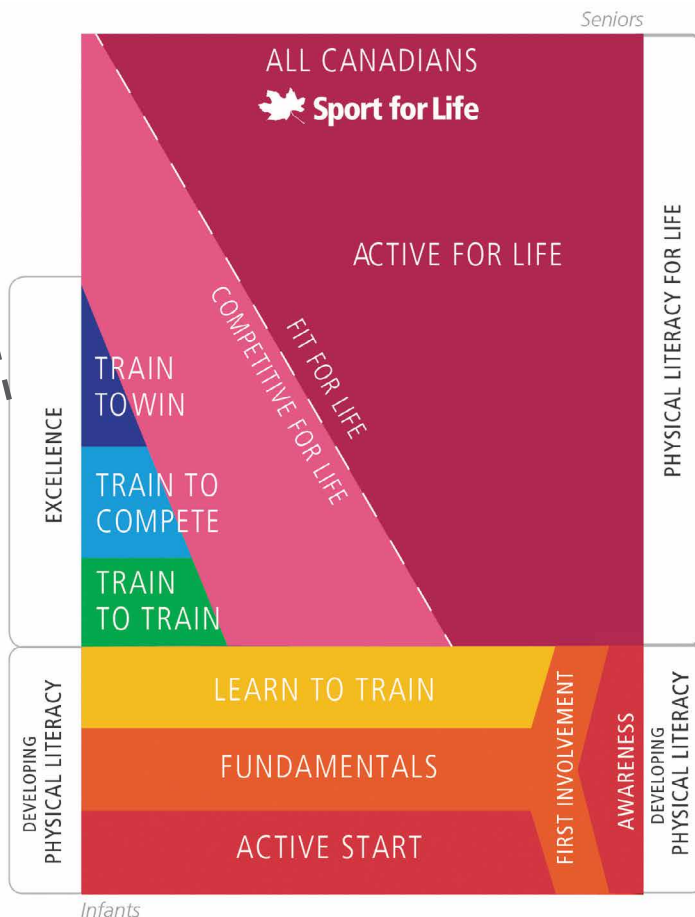 Seniors
ALL CANADIANS
Sport for Life
ACTIVE FOR LIFE
FIT FOR LIFE
COMPETITIVE FOR LIFE
PHYSICAL LITERACY FOR LIFE
EXCELLENCE
TRAIN
TO WIN
TRAIN TO
COMPETE
TRAIN
TO TRAIN
DEVELOPING
PHYSICAL LITERACY
LEARN TO TRAIN
FUNDAMENTALS
ACTIVE START
FIRST INVOLVEMENT
AWARENESS
DEVELOPING
PHYSICAL LITERACY
Infants